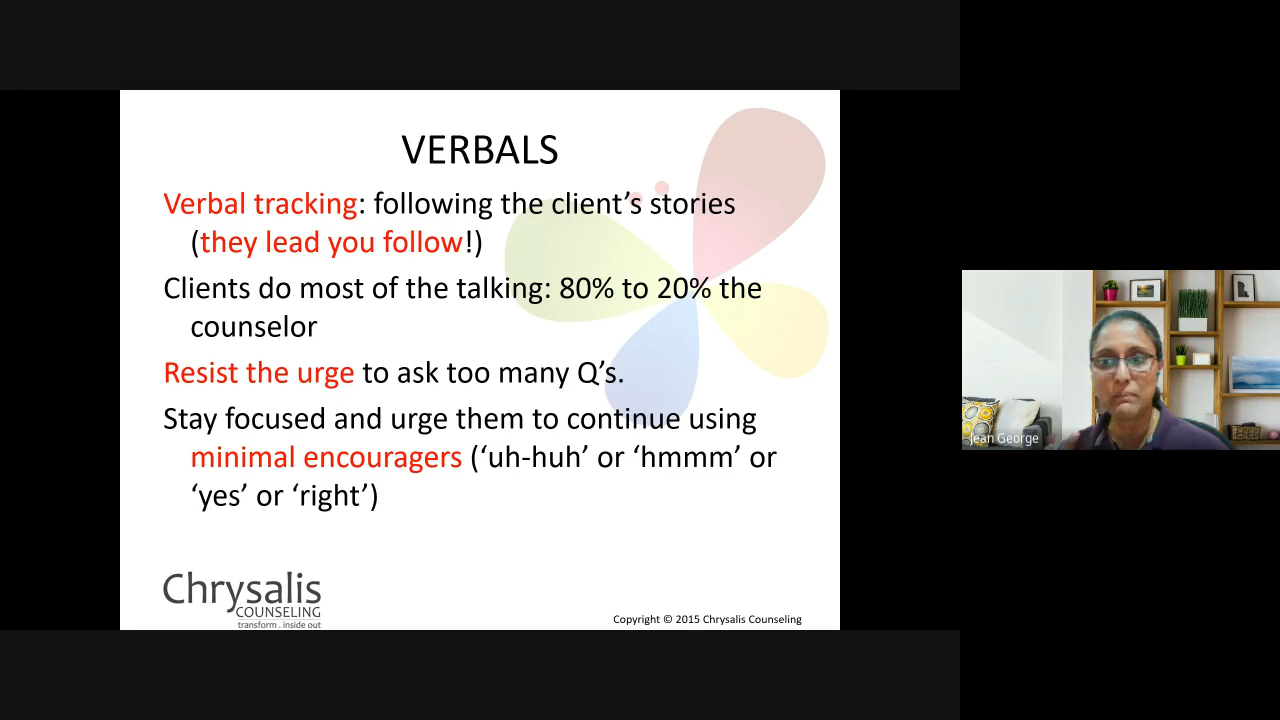 VERBALS
Verbal tracking: following the client’s stories
(they lead you follow!)
Clients do most of the talking: 80% to 20% the
counselor
Resist the urge to ask too many Q’s.
Stay focused and urge them to continue using
minimal encouragers (‘uh-huh’ or ‘hmmm’ or
‘yes’ or ‘right’)
Chrysalis
COUNSELING
transform . inside out
Copyright © 2015 Chrysalis Counseling
Jean George